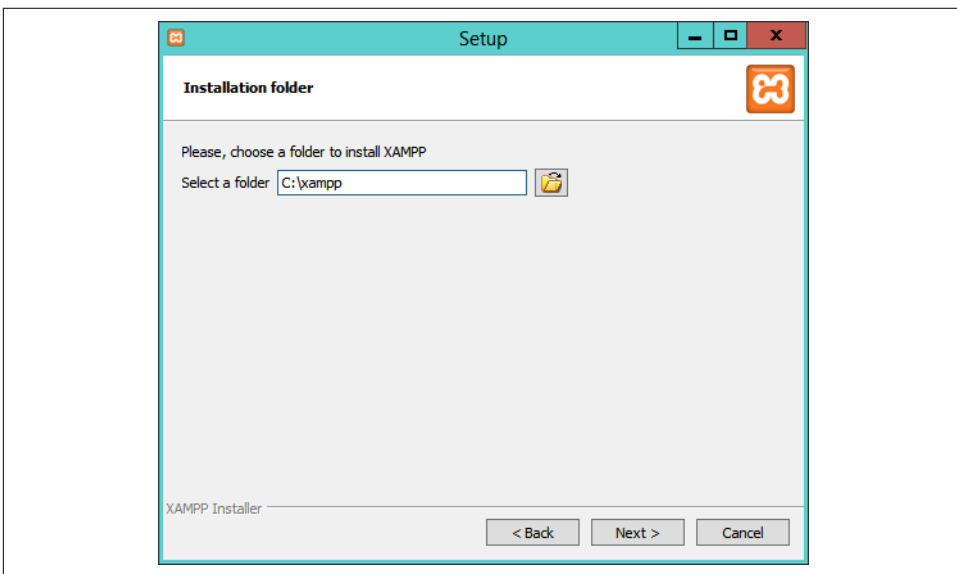 Setup
Installation folder
Please, choose a folder to install XAMPP
Select a folder C:\xampp
XAMPP Installer
< Back Next > Cancel